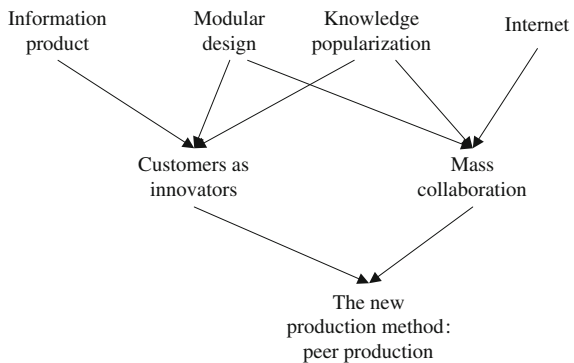 Information
product
Modular
design
Knowledge
popularization
Internet
Customers as
innovators
Mass
collaboration
The new
production method:
peer production